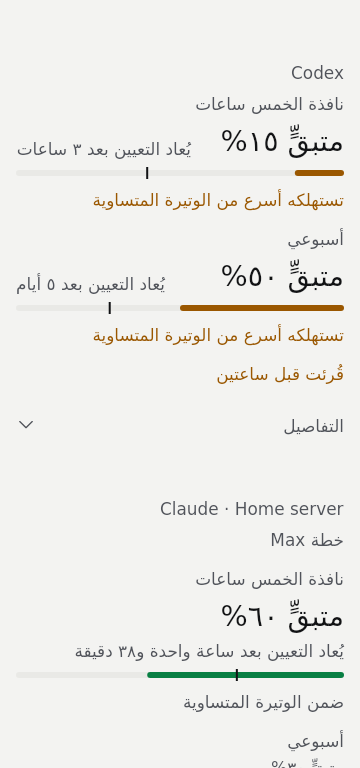 Codex
نافذة الخمس ساعات
متبقٍّ ١٥%
يُعاد التعيين بعد ٣ ساعات
تستهلكه أسرع من الوتيرة المتساوية
أسبوعي
متبقٍّ ٥٠%
يُعاد التعيين بعد ٥ أيام
تستهلكه أسرع من الوتيرة المتساوية
قُرئت قبل ساعتين
التفاصيل
Claude · Home server
خطة Max
نافذة الخمس ساعات
متبقٍّ ٦٠%
يُعاد التعيين بعد ساعة واحدة و٣٨ دقيقة
ضمن الوتيرة المتساوية
أسبوعي